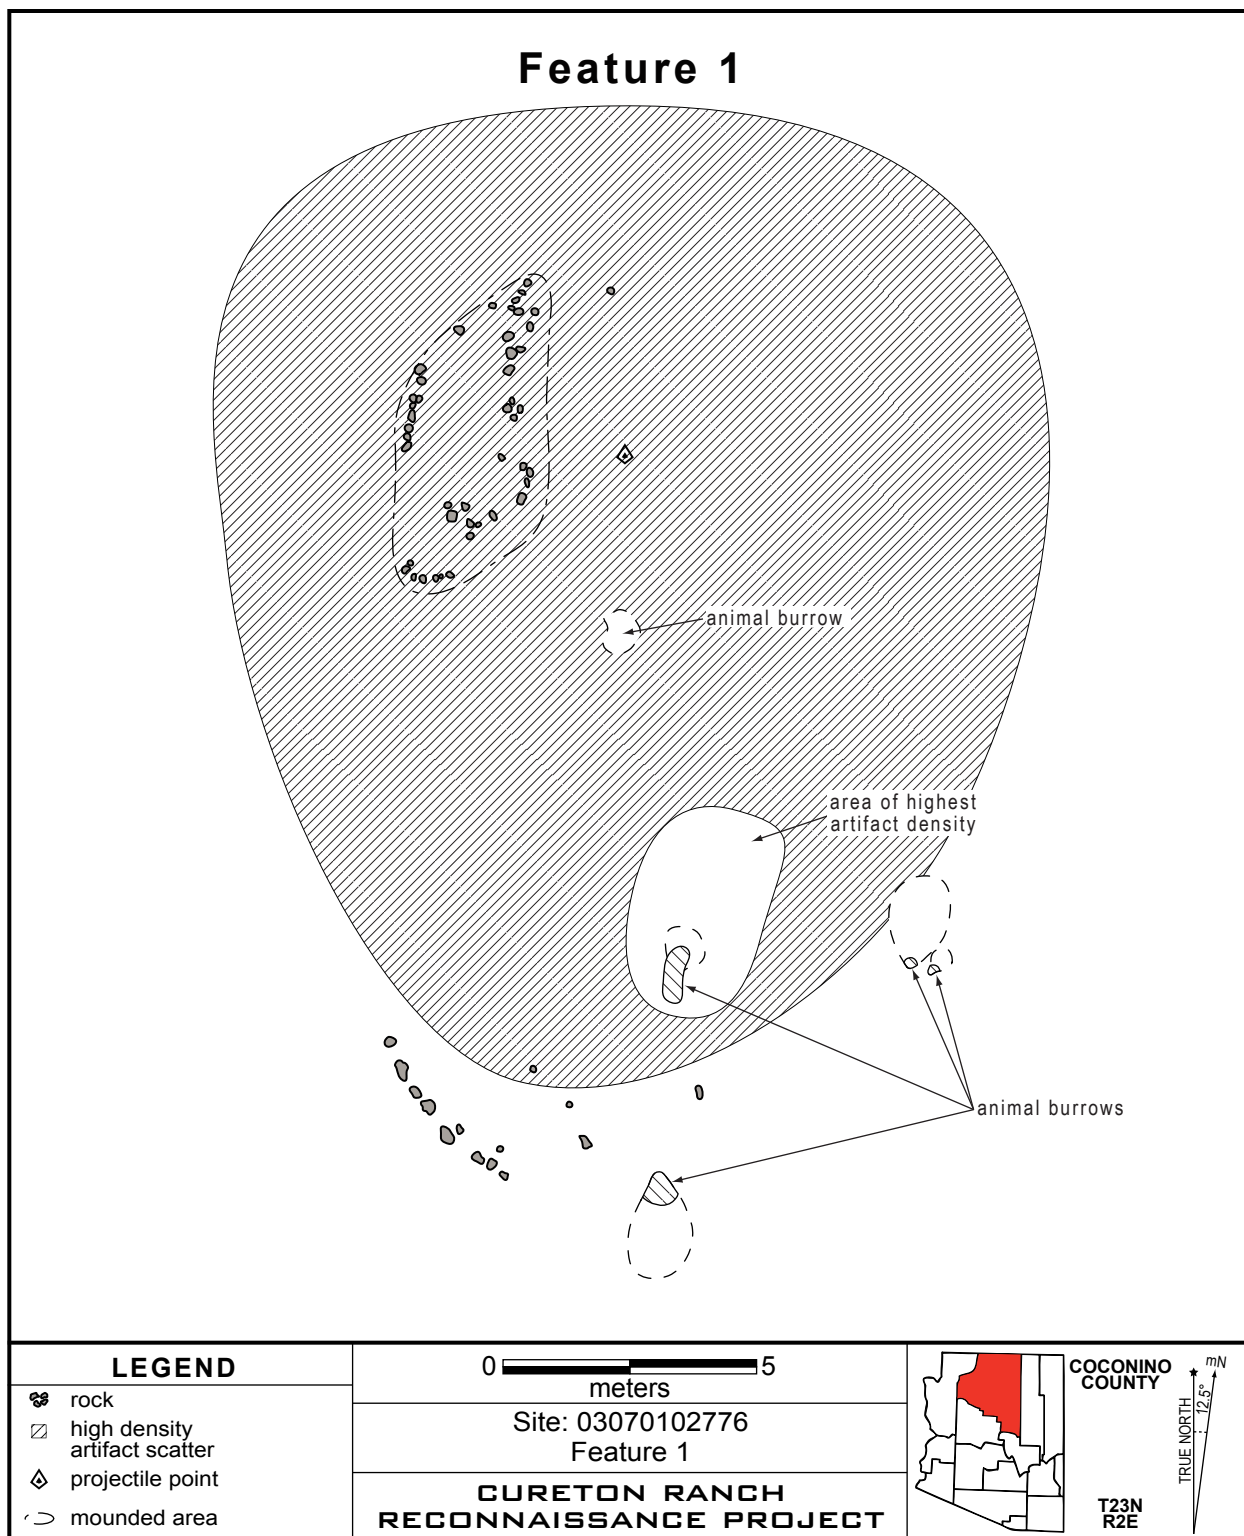 Feature 1
animal burrow
area of highest
artifact density
animal burrows
LEGEND
rock
high density
artifact scatter
projectile point
mounded area
0 5
meters
Site: 03070102776
Feature 1
CURETON RANCH
RECONNAISSANCE PROJECT
COCONINO
COUNTY
T23N
R2E
TRUE NORTH
12.5°
mN